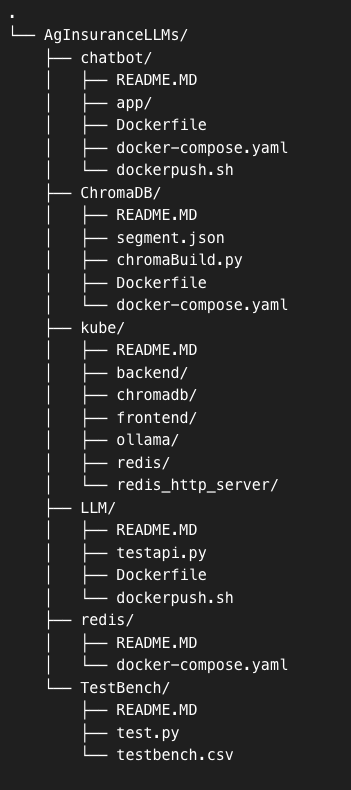 .
└── AgInsuranceLLMs/
    ├── chatbot/
    │   ├── README.MD
    │   ├── app/
    │   ├── Dockerfile
    │   ├── docker-compose.yaml
    │   └── dockerpush.sh
    ├── ChromaDB/
    │   ├── README.MD
    │   ├── segment.json
    │   ├── chromaBuild.py
    │   ├── Dockerfile
    │   └── docker-compose.yaml
    ├── kube/
    │   ├── README.MD
    │   ├── backend/
    │   ├── chromadb/
    │   ├── frontend/
    │   ├── ollama/
    │   ├── redis/
    │   └── redis_http_server/
    ├── LLM/
    │   ├── README.MD
    │   ├── testapi.py
    │   ├── Dockerfile
    │   └── dockerpush.sh
    ├── redis/
    │   ├── README.MD
    │   └── docker-compose.yaml
    └── TestBench/
        ├── README.MD
        ├── test.py
        └── testbench.csv